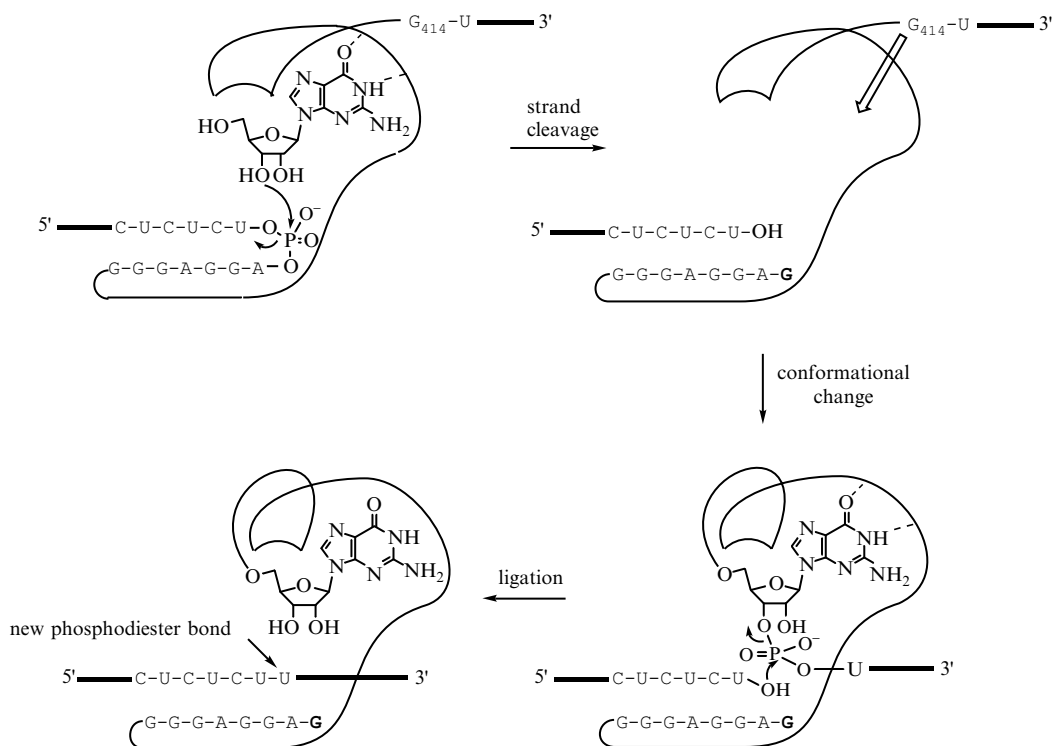 G414-U 3'
O
N
NH
N N NH2
HO
O
OHOH
5' C-U-C-U-C-U-O O-
P=O
G-G-G-A-G-G-A-O
strand
cleavage
G414-U 3'
5' C-U-C-U-C-U-OH
G-G-G-A-G-G-A-G
conformational
change
O
N
NH
N N NH2
O
O
O OH
O=P O-
O-U 3'
5' C-U-C-U-C-U OH
G-G-G-A-G-G-A-G
ligation
O
N
NH
N N NH2
O
O
HO OH
new phosphodiester bond
5' C-U-C-U-C-U-U 3'
G-G-G-A-G-G-A-G